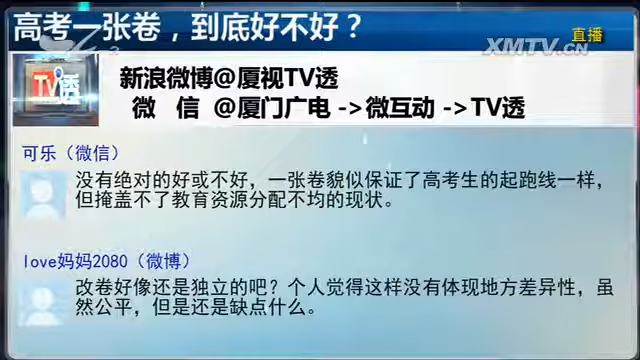 高考一张卷，到底好不好？
直播
XMTV.CN
TV透
新浪微博@厦视TV透
微 信 @厦门广电 ->微互动 ->TV透
可乐（微信）
没有绝对的好或不好，一张卷貌似保证了高考生的起跑线一样，
但掩盖不了教育资源分配不均的现状。
love妈妈2080（微博）
改卷好像还是独立的吧？个人觉得这样没有体现地方差异性，虽
然公平，但是还是缺点什么。